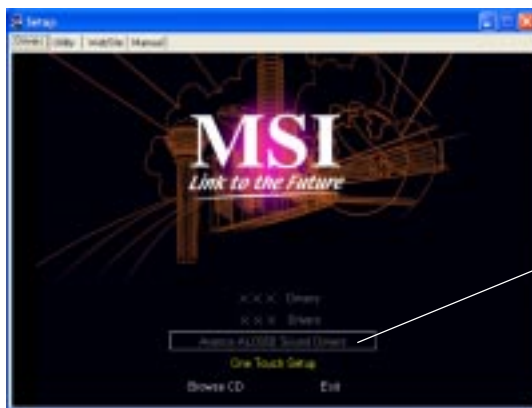 Setup
Driver Utility WebSite Manual
MSI
Link to the Future
××× Drivers
××× Drivers
Sound Drivers
One Touch Setup
Browse CD Exit